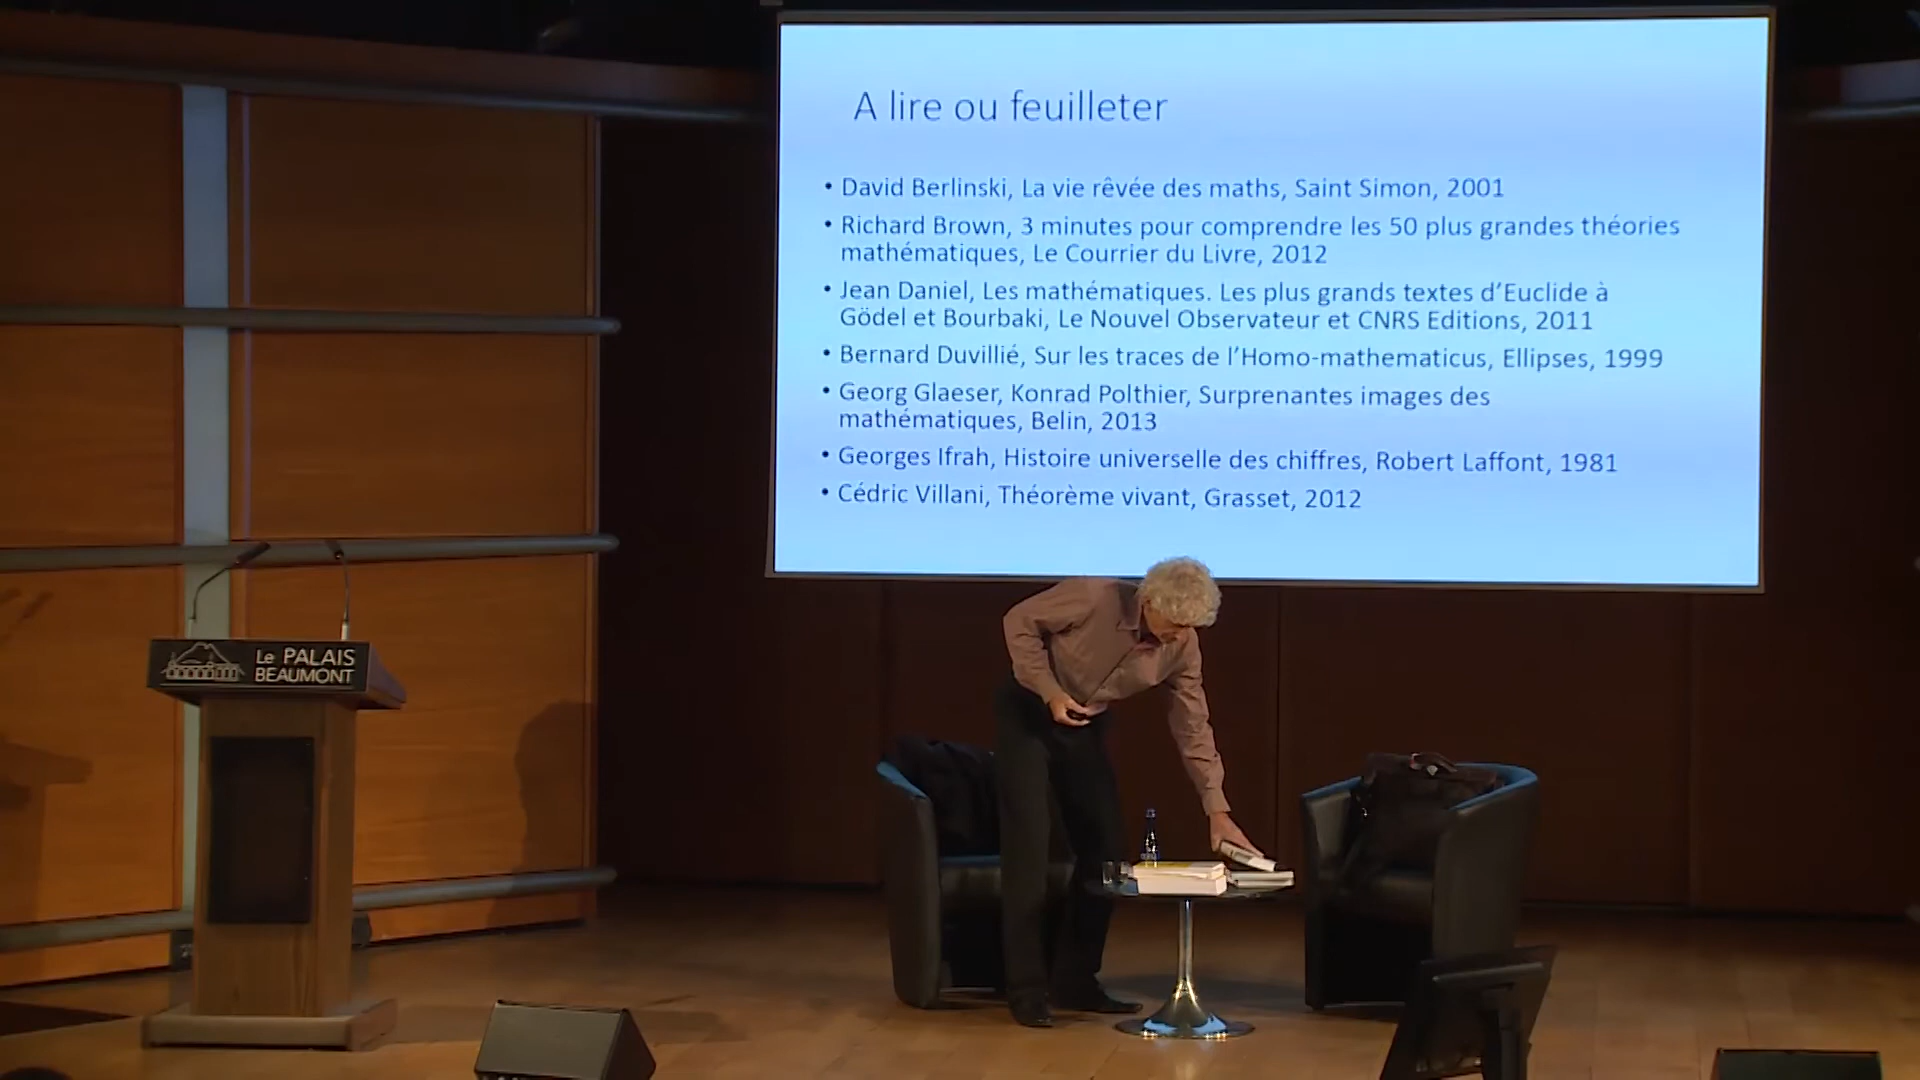 A lire ou feuilleter
• David Berlinski, La vie rêvée des maths, Saint Simon, 2001
• Richard Brown, 3 minutes pour comprendre les 50 plus grandes théories
mathématiques, Le Courrier du Livre, 2012
• Jean Daniel, Les mathématiques. Les plus grands textes d'Euclide à
Gödel et Bourbaki, Le Nouvel Observateur et CNRS Editions, 2011
• Bernard Duvillié, Sur les traces de l'Homo-mathematicus, Ellipses, 1999
• Georg Glaeser, Konrad Polthier, Surprenantes images des
mathématiques, Belin, 2013
• Georges Ifrah, Histoire universelle des chiffres, Robert Laffont, 1981
• Cédric Villani, Théorème vivant, Grasset, 2012
Le PALAIS
BEAUMONT